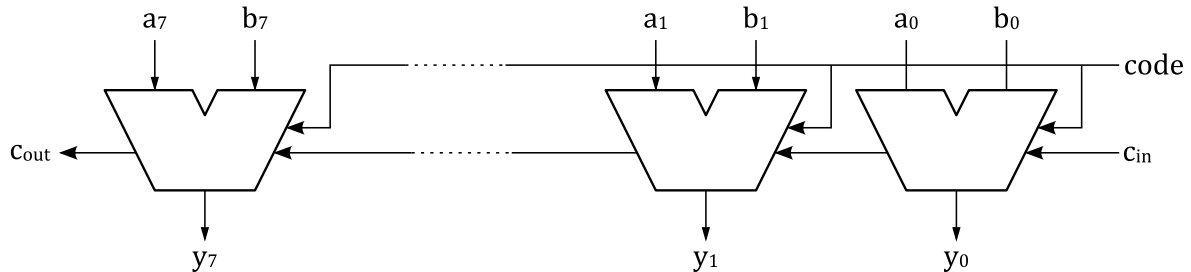 a₇ b₇ a₁ b₁ a₀ b₀
code
cₒᵤₜ cᵢₙ
y₇ y₁ y₀